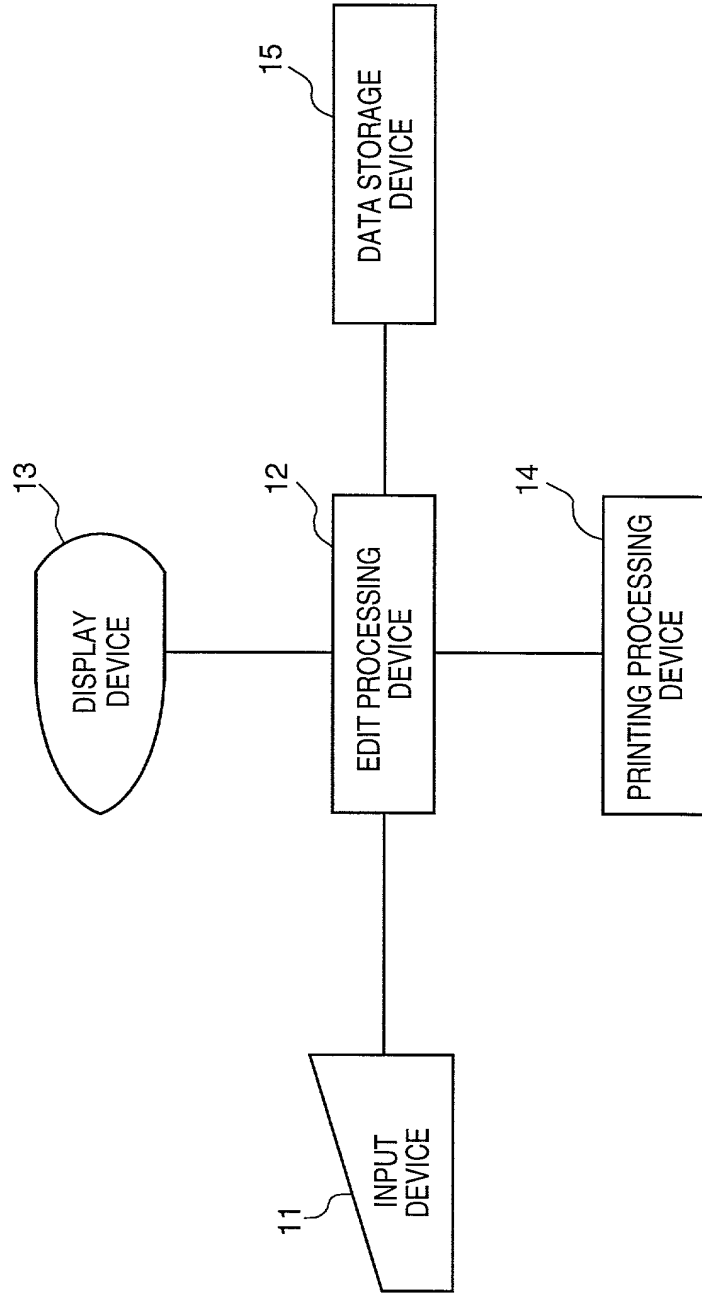 13
DISPLAY
DEVICE
11
INPUT
DEVICE
12
EDIT PROCESSING
DEVICE
15
DATA STORAGE
DEVICE
14
PRINTING PROCESSING
DEVICE